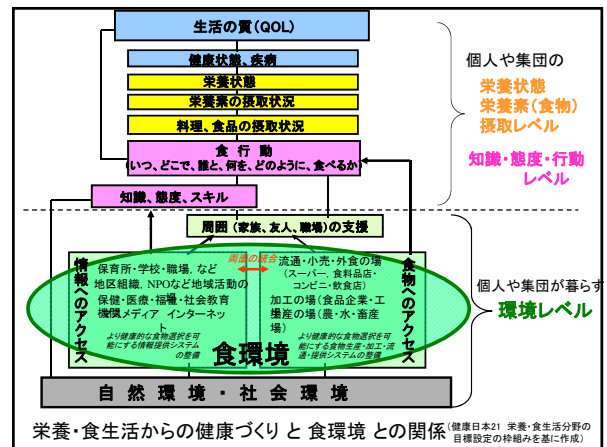 生活の質(QOL)
健康状態、疾病
栄養状態
栄養素の摂取状況
料理、食品の摂取状況
食 行 動
(いつ、どこで、誰と、何を、どのように、食べるか)
知識、態度、スキル
周囲 (家族、友人、職場) の支援
個人や集団の
栄養状態
栄養素(食物)
摂取レベル
知識・態度・行動
レベル
情報へのアクセス
保育所・学校・職場, など
地区組織, NPOなど地域活動の
場
保健・医療・福祉・社会教育
機関
メディア インターネッ
ト
より健康的な食物選択を可
能にする情報提供システム
の整備
両面の統合
流通・小売・外食の場
(スーパー, 食料品店・
コンビニ・飲食店)
加工の場(食品企業・工
場)
生産の場(農・水・畜産
場)
より健康的な食物選択を可
能にする食物生産・加工・流
通・提供システムの整備
食物へのアクセス
食環境
個人や集団が暮らす
環境レベル
自 然 環 境 ・ 社 会 環 境
栄養・食生活からの健康づくり と 食環境 との関係
(健康日本21 栄養・食生活分野の
目標設定の枠組みを基に作成)